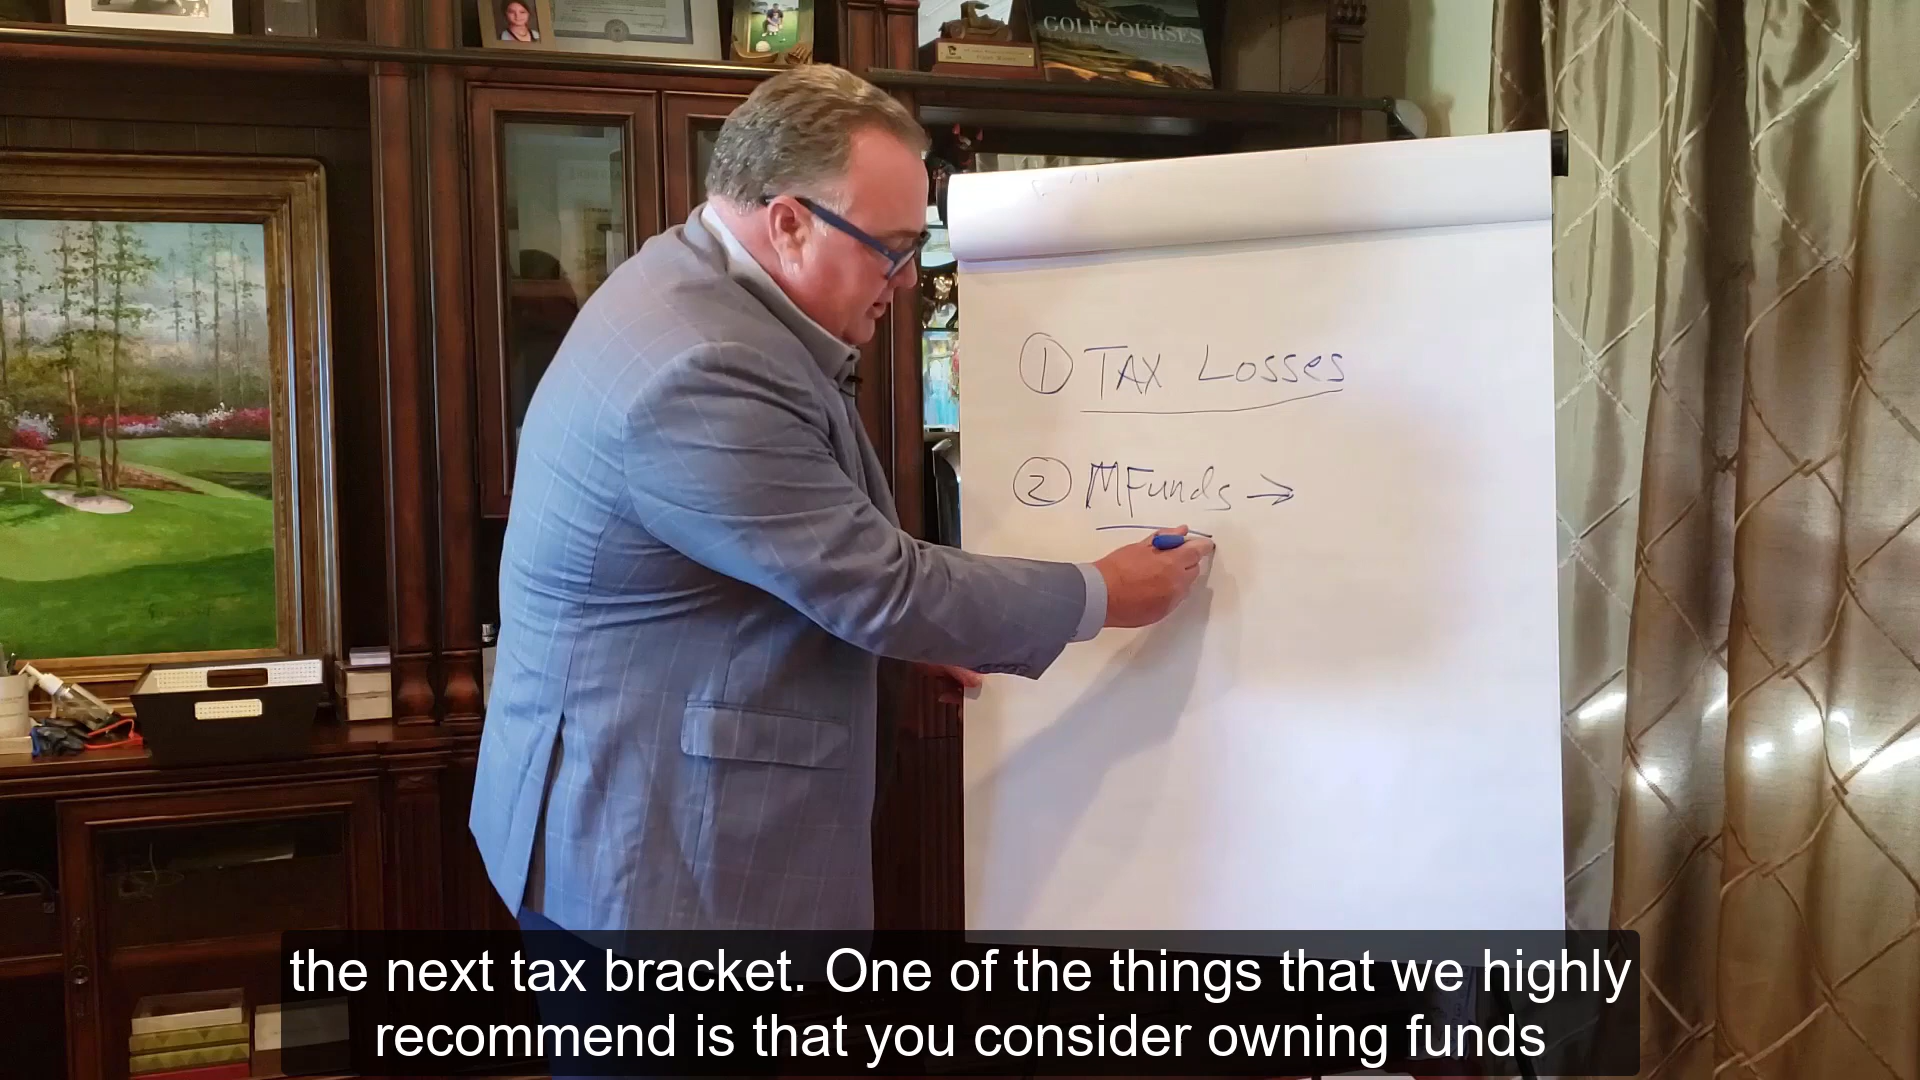 GOLF COURSES
① TAX LOSSES
② MFunds →
the next tax bracket. One of the things that we highly
recommend is that you consider owning funds